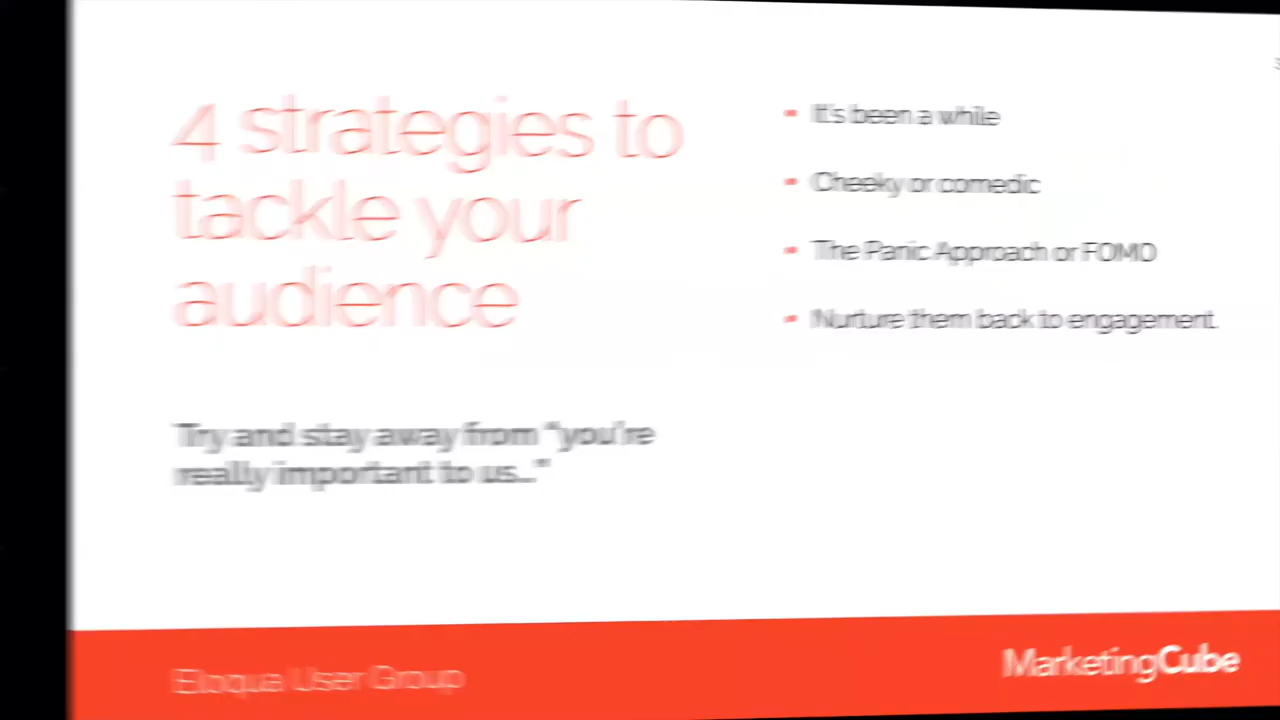 4 strategies to
tackle your
audience
Try and stay away from “you're
really important to us...”
It's been a while
Cheeky or comedic
The Panic Approach or FOMO
Nurture them back to engagement.
Eloqua User Group
MarketingCube